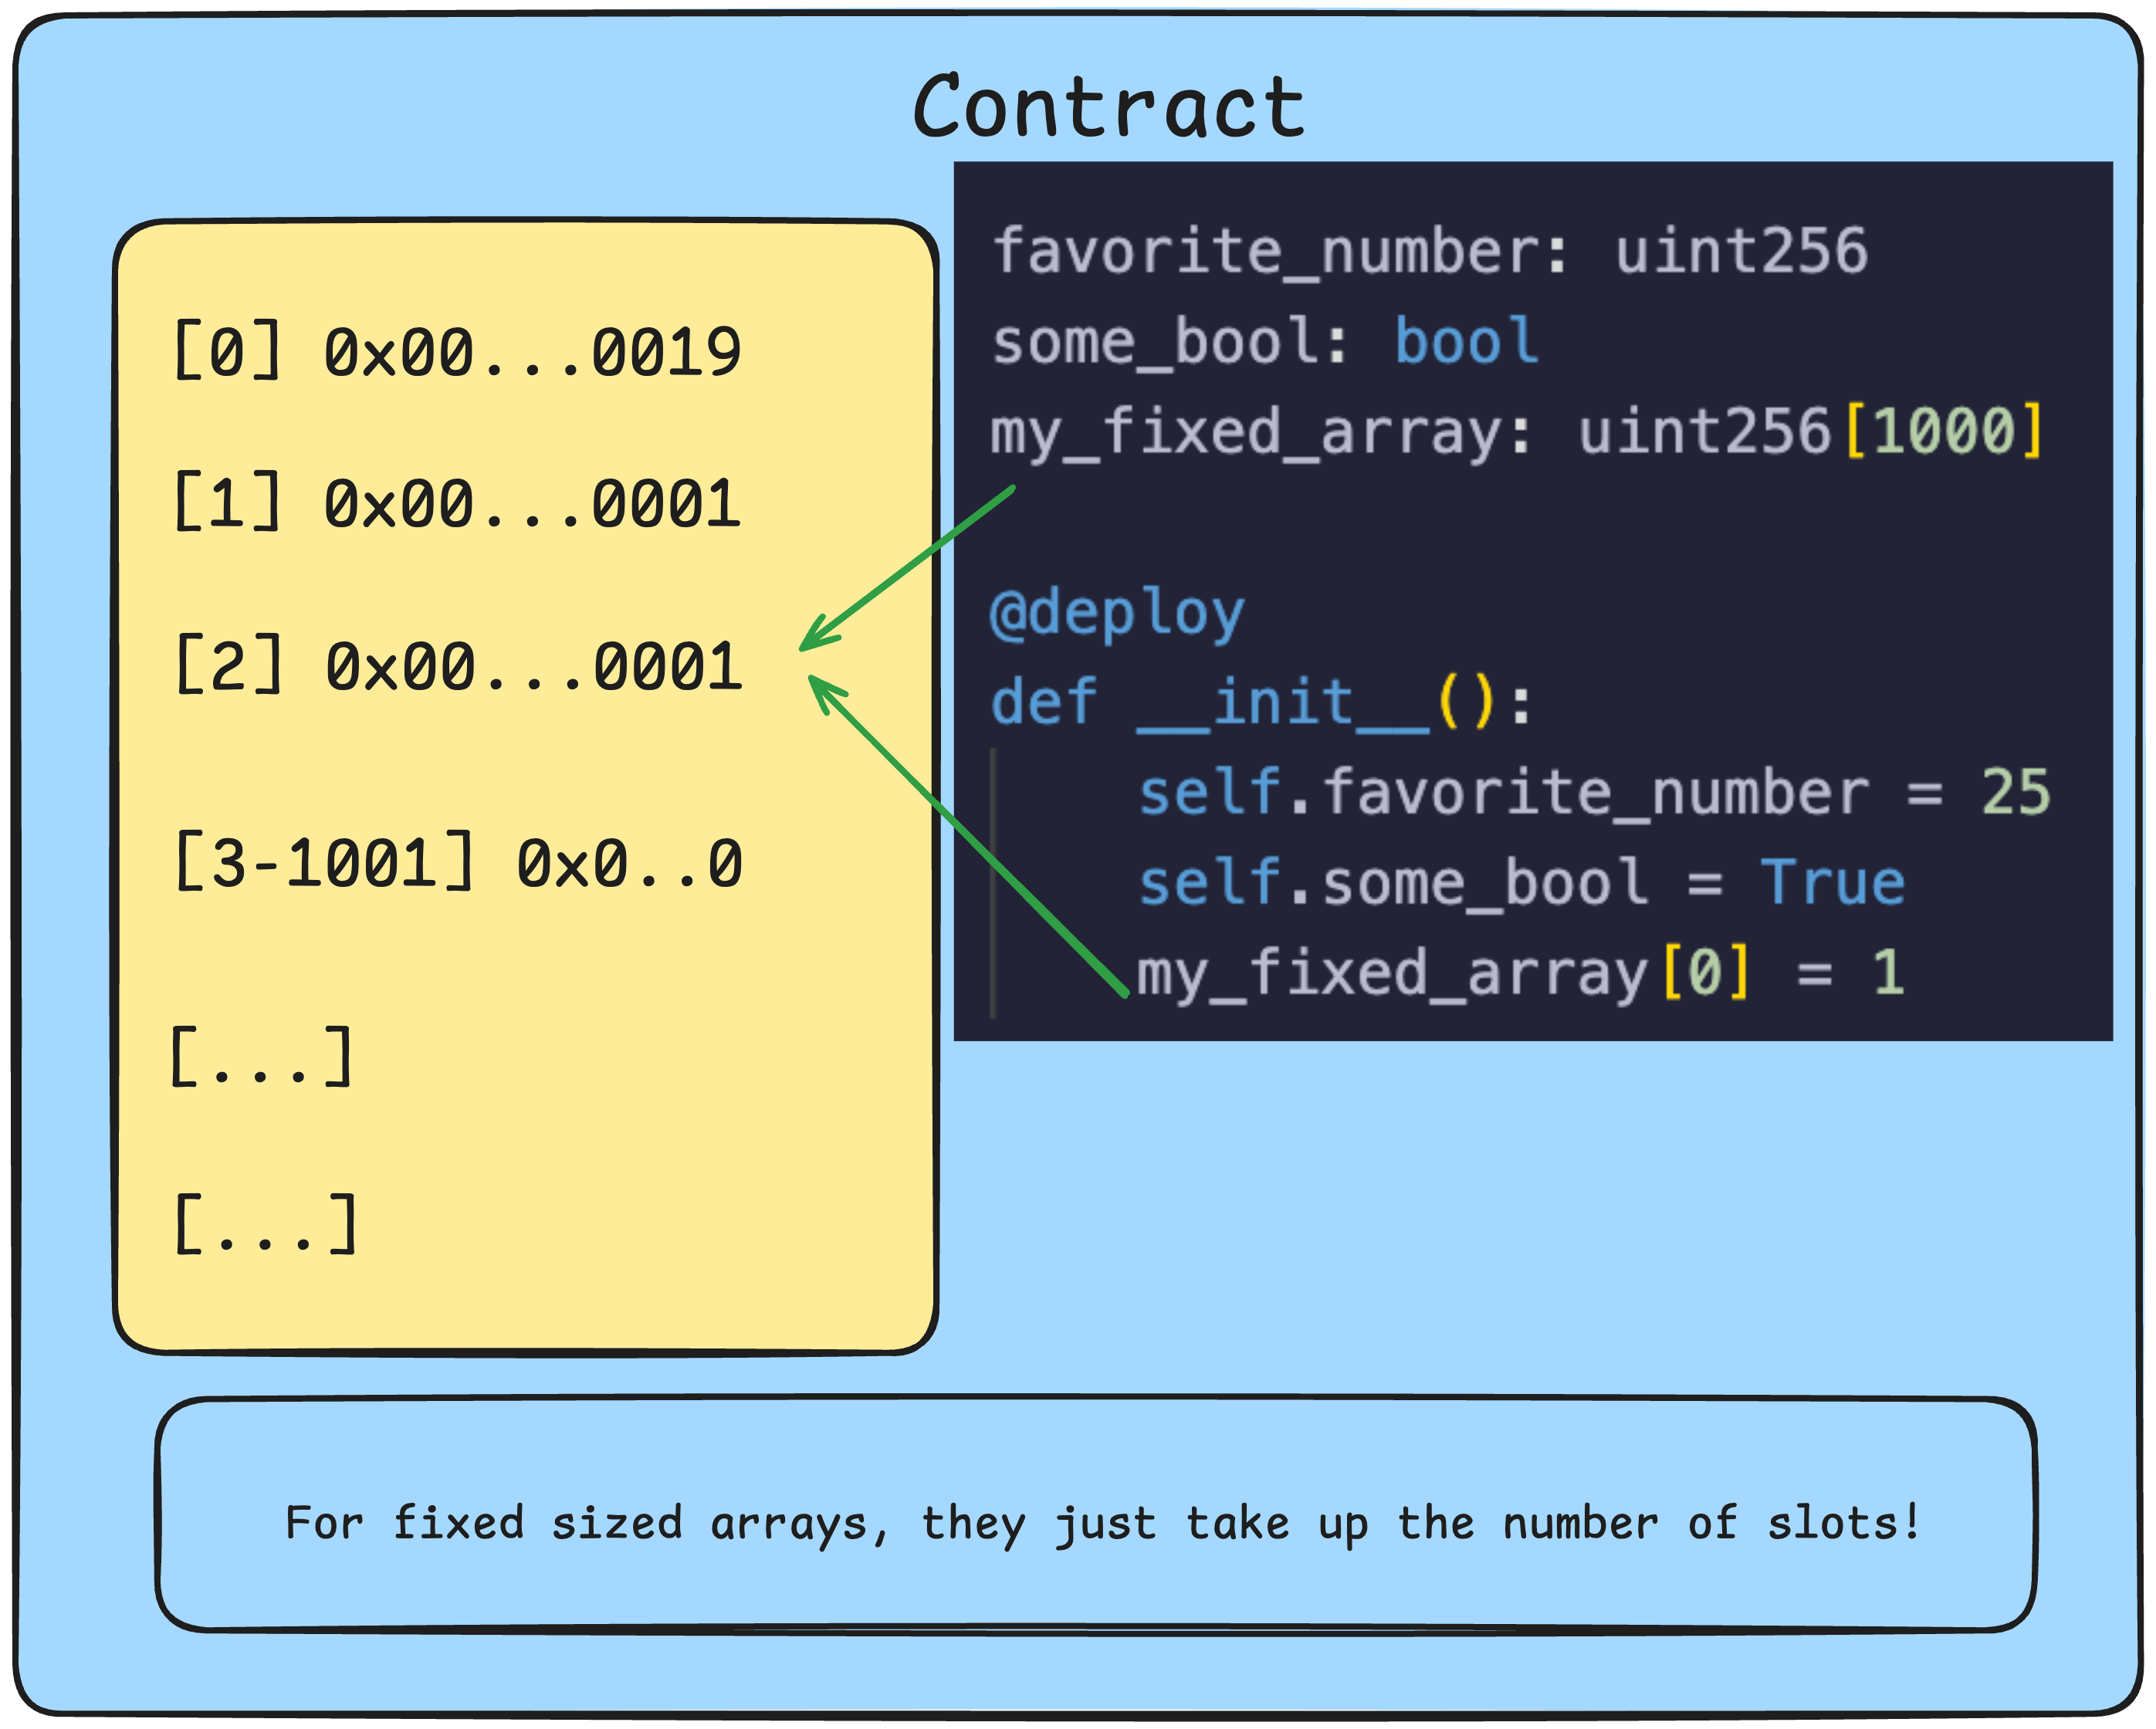 Contract
[0] 0x00...0019
[1] 0x00...0001
[2] 0x00...0001
[3-1001] 0x0..0
[...]
[...]
favorite_number: uint256
some_bool: bool
my_fixed_array: uint256[1000]
@deploy
def __init__():
self.favorite_number = 25
self.some_bool = True
my_fixed_array[0] = 1
For fixed sized arrays, they just take up the number of slots!